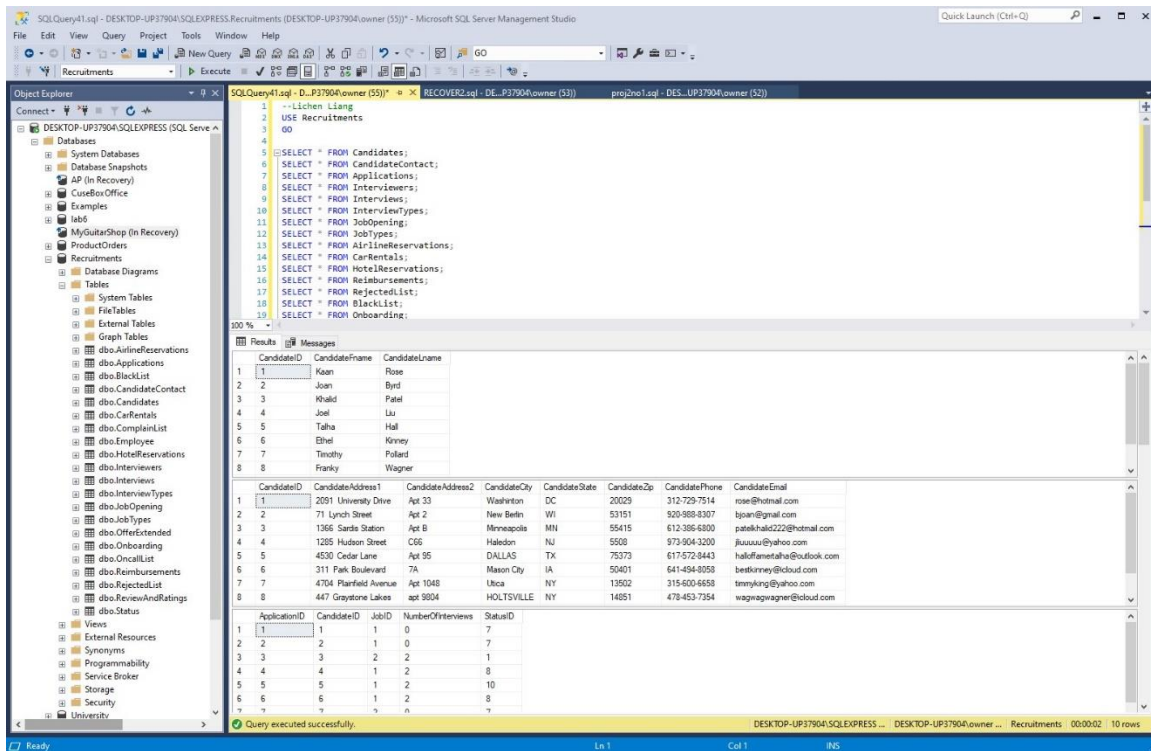 SQLQuery41.sql - DESKTOP-UP37904\SQLEXPRESS.Recruitments (DESKTOP-UP37904\owner (55))* - Microsoft SQL Server Management Studio
Quick Launch (Ctrl+Q)
File Edit View Query Project Tools Window Help
New Query GO
Recruitments Execute
Object Explorer
Connect
DESKTOP-UP37904\SQLEXPRESS (SQL Serve
Databases
System Databases
Database Snapshots
AP (In Recovery)
CuseBoxOffice
Examples
lab6
MyGuitarShop (In Recovery)
ProductOrders
Recruitments
Database Diagrams
Tables
System Tables
FileTables
External Tables
Graph Tables
dbo.AirlineReservations
dbo.Applications
dbo.BlackList
dbo.CandidateContact
dbo.Candidates
dbo.CarRentals
dbo.ComplainList
dbo.Employee
dbo.HotelReservations
dbo.Interviewers
dbo.Interviews
dbo.InterviewTypes
dbo.JobOpening
dbo.JobTypes
dbo.OfferExtended
dbo.Onboarding
dbo.OncallList
dbo.Reimbursements
dbo.RejectedList
dbo.ReviewAndRatings
dbo.Status
Views
External Resources
Synonyms
Programmability
Service Broker
Storage
Security
University
SQLQuery41.sql - D...P37904\owner (55))* RECOVER2.sql - DE...P37904\owner (53)) proj2no1.sql - DES...UP37904\owner (52))
1 --Lichen Liang
2 USE Recruitments
3 GO
4
5 SELECT * FROM Candidates;
6 SELECT * FROM CandidateContact;
7 SELECT * FROM Applications;
8 SELECT * FROM Interviewers;
9 SELECT * FROM Interviews;
10 SELECT * FROM InterviewTypes;
11 SELECT * FROM JobOpening;
12 SELECT * FROM JobTypes;
13 SELECT * FROM AirlineReservations;
14 SELECT * FROM CarRentals;
15 SELECT * FROM HotelReservations;
16 SELECT * FROM Reimbursements;
17 SELECT * FROM RejectedList;
18 SELECT * FROM BlackList;
19 SELECT * FROM Onboarding;
100 %
Results Messages
CandidateID CandidateFname CandidateLname
1 1 Kaan Rose
2 2 Joan Byrd
3 3 Khalid Patel
4 4 Joel Liu
5 5 Talha Hall
6 6 Ethel Kinney
7 7 Timothy Pollard
8 8 Franky Wagner
CandidateID CandidateAddress1 CandidateAddress2 CandidateCity CandidateState CandidateZip CandidatePhone CandidateEmail
1 1 2091 University Drive Apt 33 Washinton DC 20029 312-729-7514 rose@hotmail.com
2 2 71 Lynch Street Apt 2 New Berlin WI 53151 920-988-8307 bjoan@gmail.com
3 3 1366 Sardis Station Apt B Minneapolis MN 55415 612-386-6800 patelkhalid222@hotmail.com
4 4 1285 Hudson Street C66 Haledon NJ 5508 973-904-3200 jliuuuuu@yahoo.com
5 5 4530 Cedar Lane Apt 95 DALLAS TX 75373 617-572-8443 halloffametalha@outlook.com
6 6 311 Park Boulevard 7A Mason City IA 50401 641-494-8058 bestkinney@icloud.com
7 7 4704 Plainfield Avenue Apt 1048 Utica NY 13502 315-600-6658 timmyking@yahoo.com
8 8 447 Graystone Lakes apt 9804 HOLTSVILLE NY 14851 478-453-7354 wagwagwagner@icloud.com
ApplicationID CandidateID JobID NumberOfInterviews StatusID
1 1 1 1 0 7
2 2 2 1 0 7
3 3 3 2 2 1
4 4 4 1 2 8
5 5 5 1 2 10
6 6 6 1 2 8
7 7 7 2 0 7
Query executed successfully.
DESKTOP-UP37904\SQLEXPRESS ... DESKTOP-UP37904\owner ... Recruitments 00:00:02 10 rows
Ready Ln 1 Col 1 INS